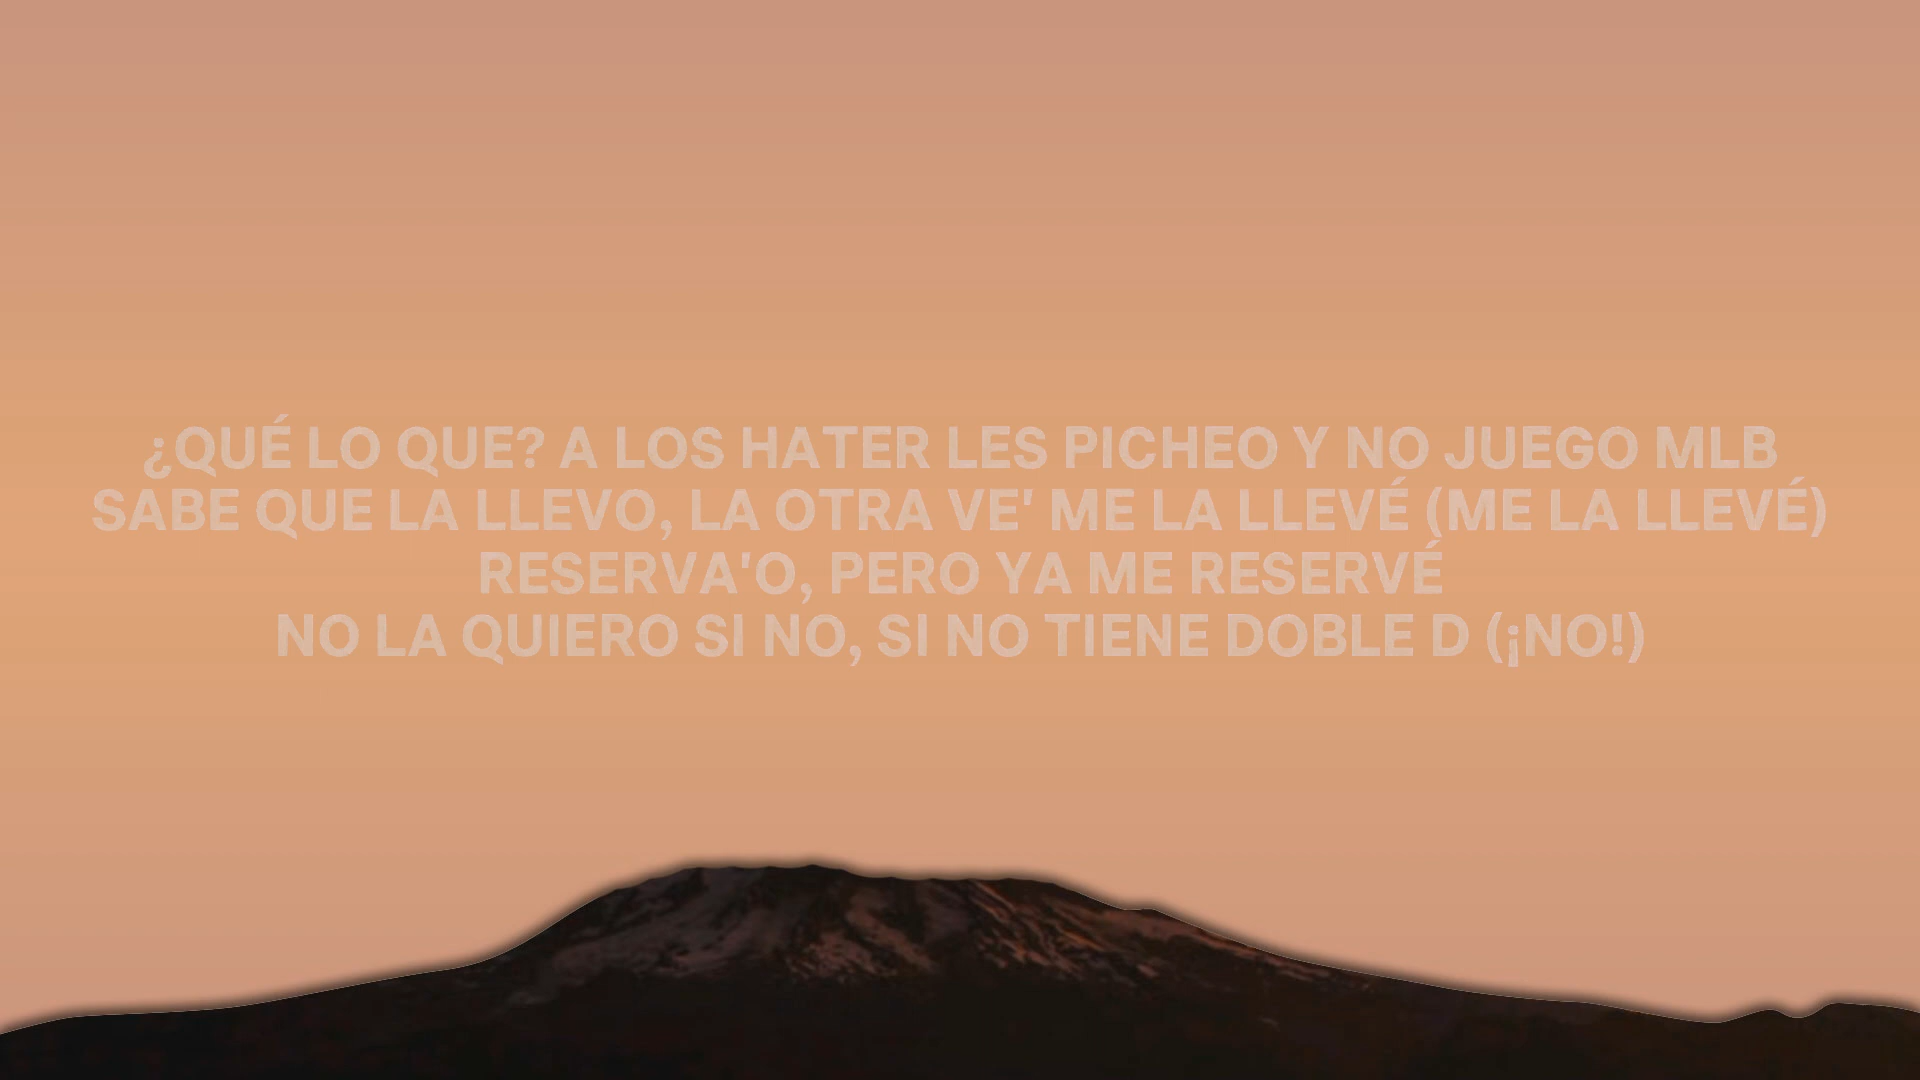 ¿QUÉ LO QUE? A LOS HATER LES PICHEO Y NO JUEGO MLB
SABE QUE LA LLEVO, LA OTRA VE' ME LA LLEVÉ (ME LA LLEVÉ)
RESERVA'O, PERO YA ME RESERVÉ
NO LA QUIERO SI NO, SI NO TIENE DOBLE D (¡NO!)